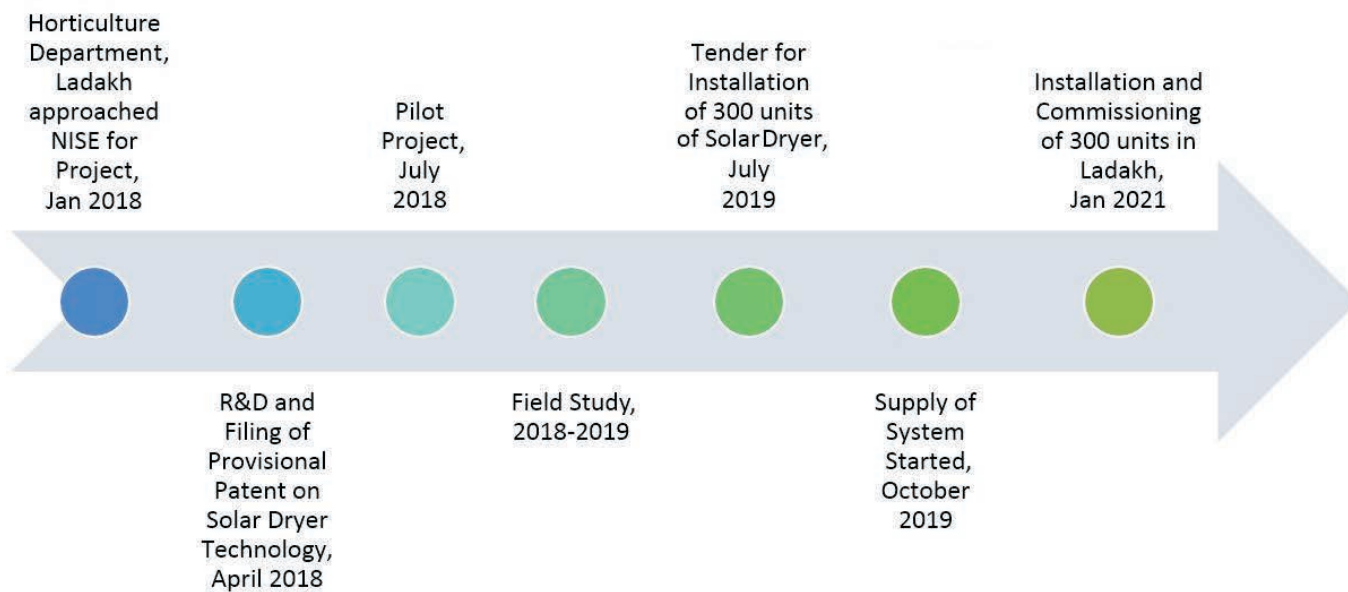 Horticulture
Department,
Ladakh
approached
NISE for
Project,
Jan 2018
R&D and
Filing of
Provisional
Patent on
Solar Dryer
Technology,
April 2018
Pilot
Project,
July
2018
Field Study,
2018-2019
Tender for
Installation
of 300 units
of Solar Dryer,
July
2019
Supply of
System
Started,
October
2019
Installation and
Commissioning
of 300 units in
Ladakh,
Jan 2021